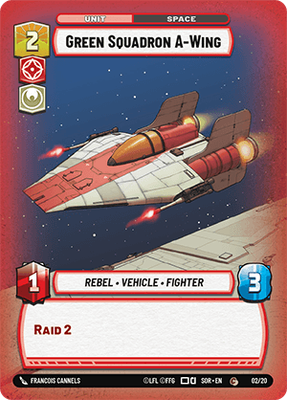 UNIT SPACE
2 GREEN SQUADRON A-WING
1 REBEL • VEHICLE • FIGHTER 3
RAID 2
FRANCOIS CANNELS ©LFL ©FFG SOR • EN C 02/20